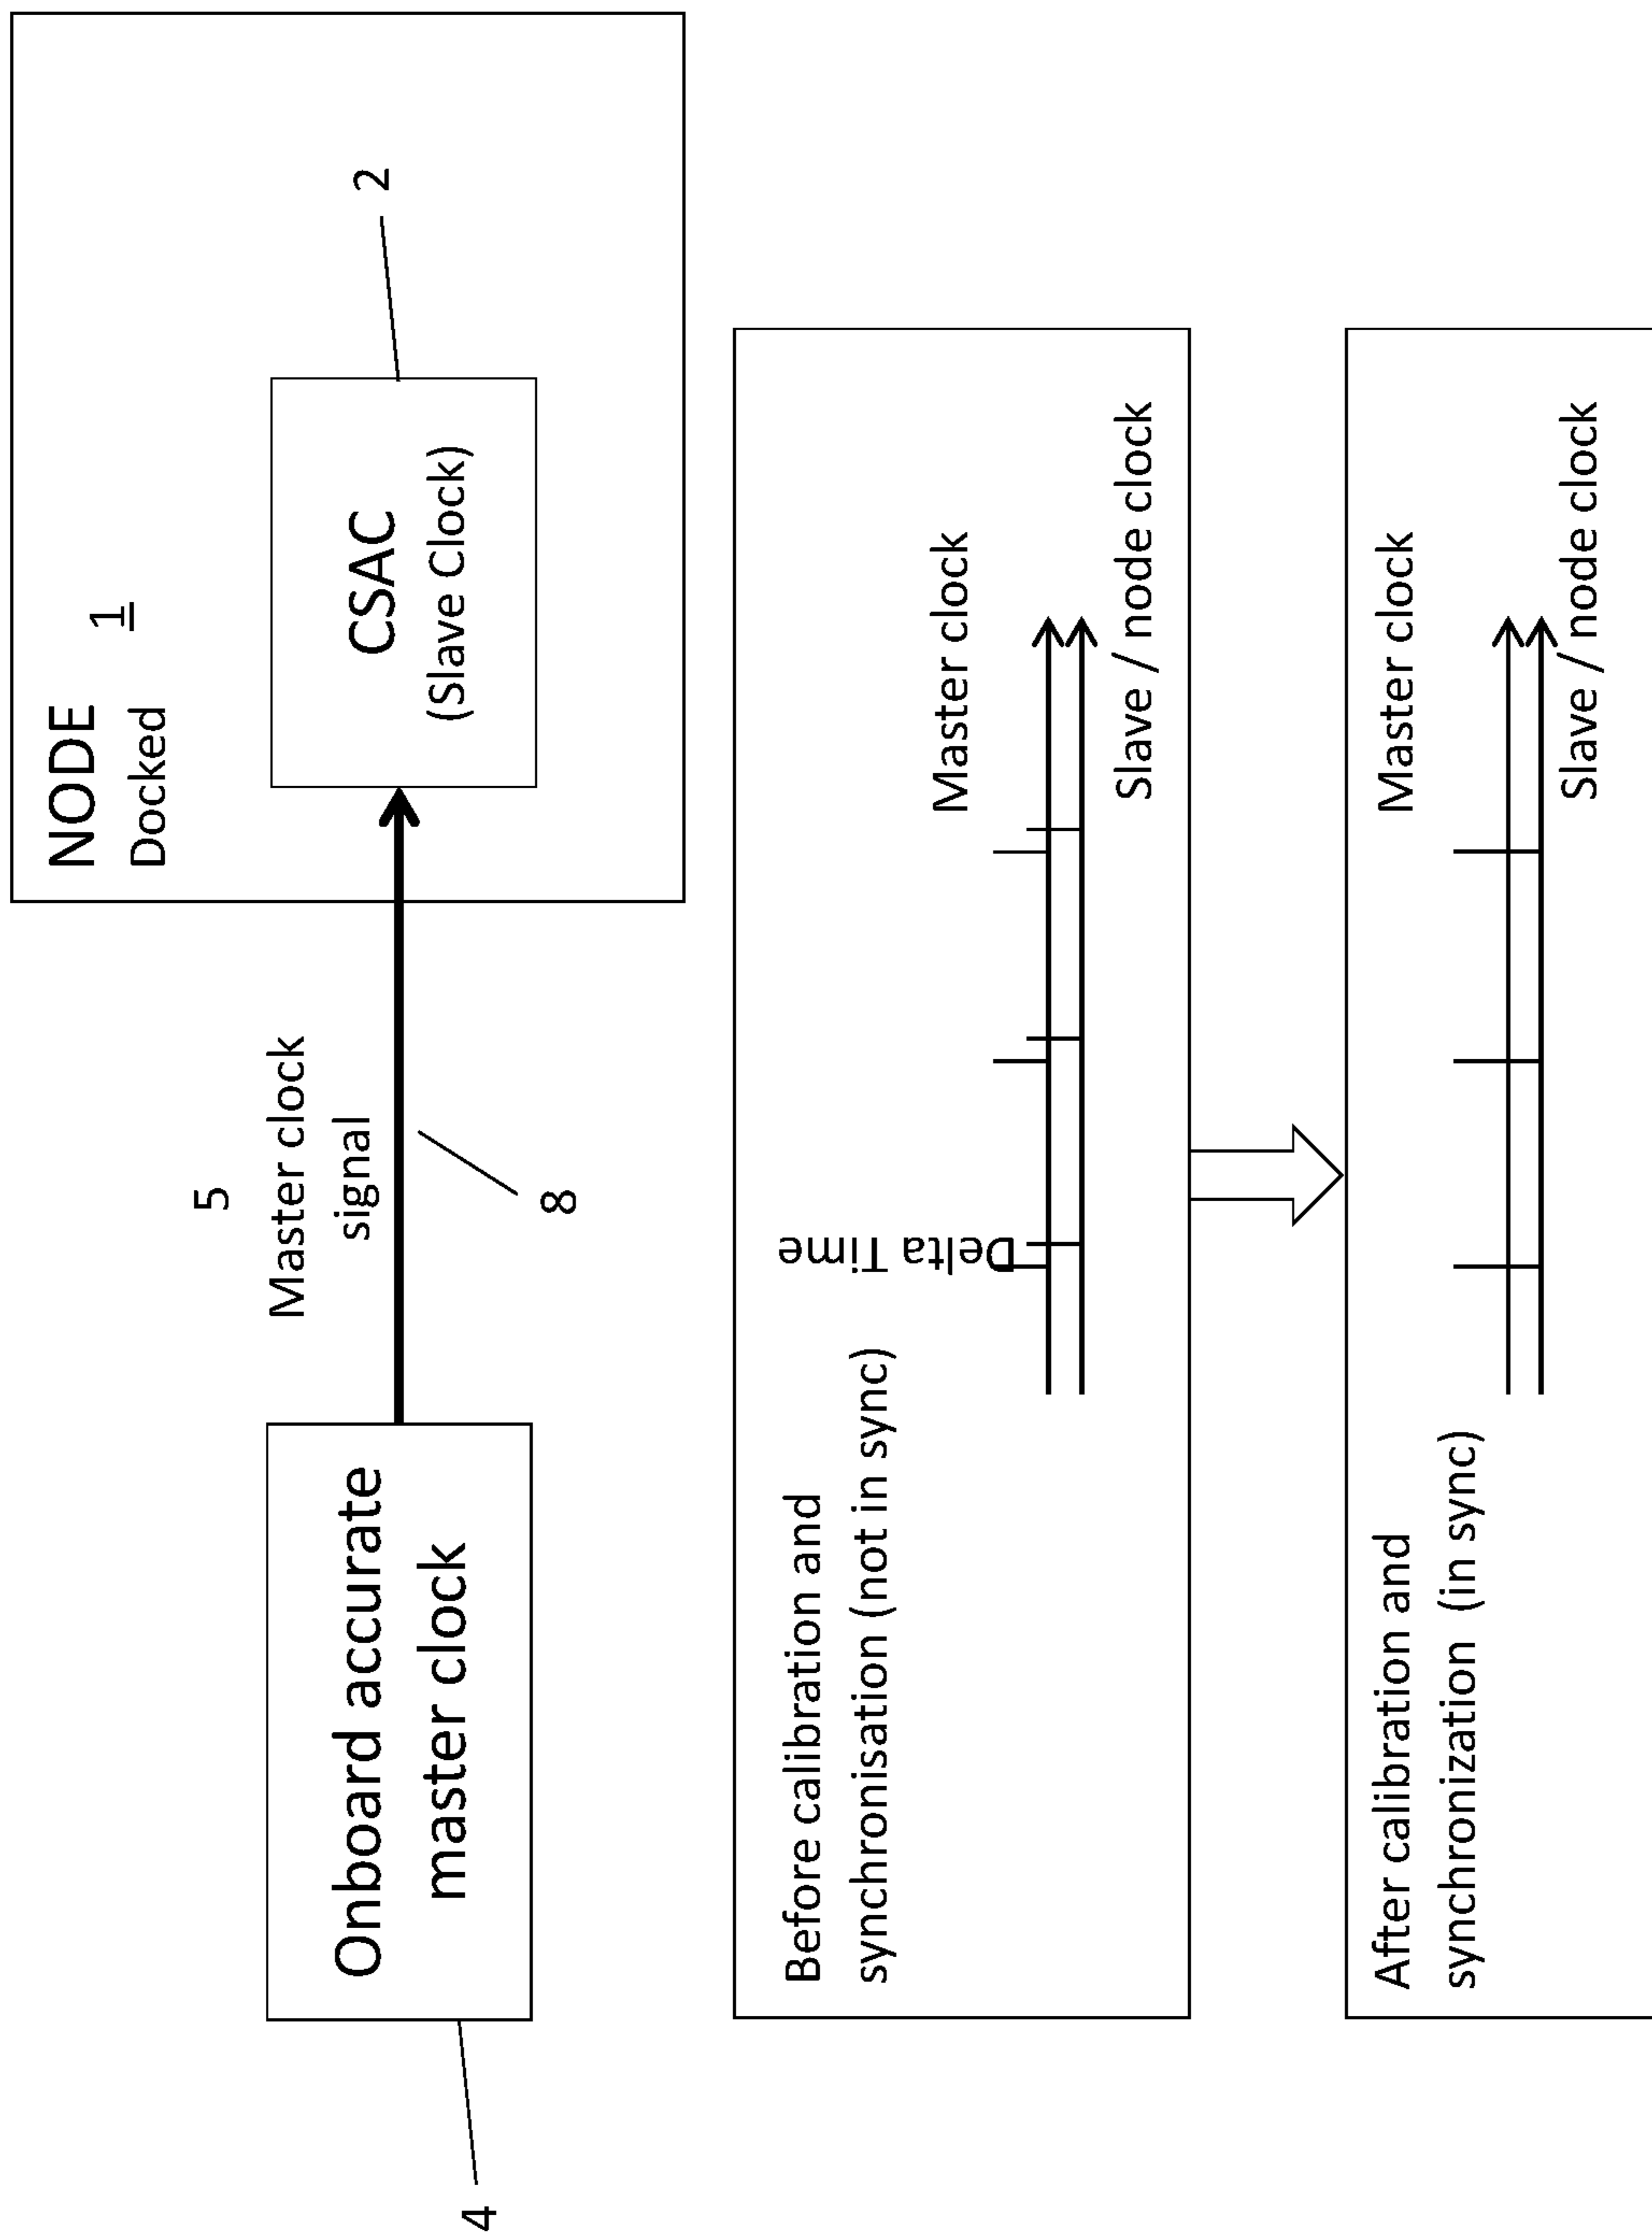 NODE 1
Docked
5
Master clock
signal
Onboard accurate
master clock
CSAC
(Slave Clock)
2
4
8
Before calibration and
synchronisation (not in sync)
Delta Time
Master clock
Slave / node clock
After calibration and
synchronization (in sync)
Master clock
Slave / node clock